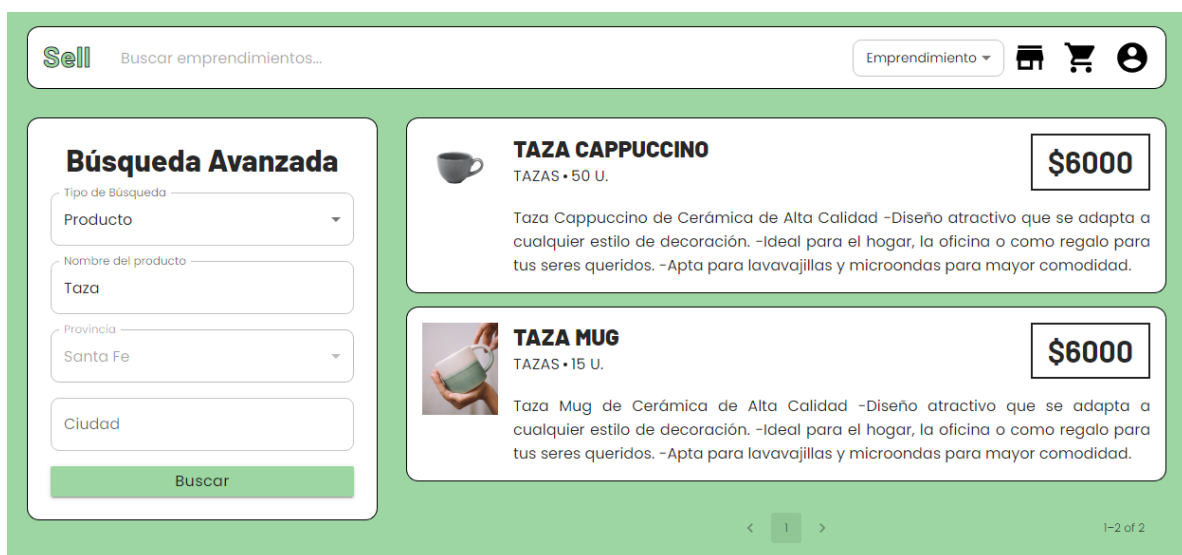 Sell
Buscar emprendimientos...
Emprendimiento
Búsqueda Avanzada
Tipo de Búsqueda
Producto
Nombre del producto
Taza
Provincia
Santa Fe
Ciudad
Buscar
TAZA CAPPUCCINO
$6000
TAZAS • 50 U.
Taza Cappuccino de Cerámica de Alta Calidad -Diseño atractivo que se adapta a
cualquier estilo de decoración. -Ideal para el hogar, la oficina o como regalo para
tus seres queridos. -Apta para lavavajillas y microondas para mayor comodidad.
TAZA MUG
$6000
TAZAS • 15 U.
Taza Mug de Cerámica de Alta Calidad -Diseño atractivo que se adapta a
cualquier estilo de decoración. -Ideal para el hogar, la oficina o como regalo para
tus seres queridos. -Apta para lavavajillas y microondas para mayor comodidad.
1
1–2 of 2